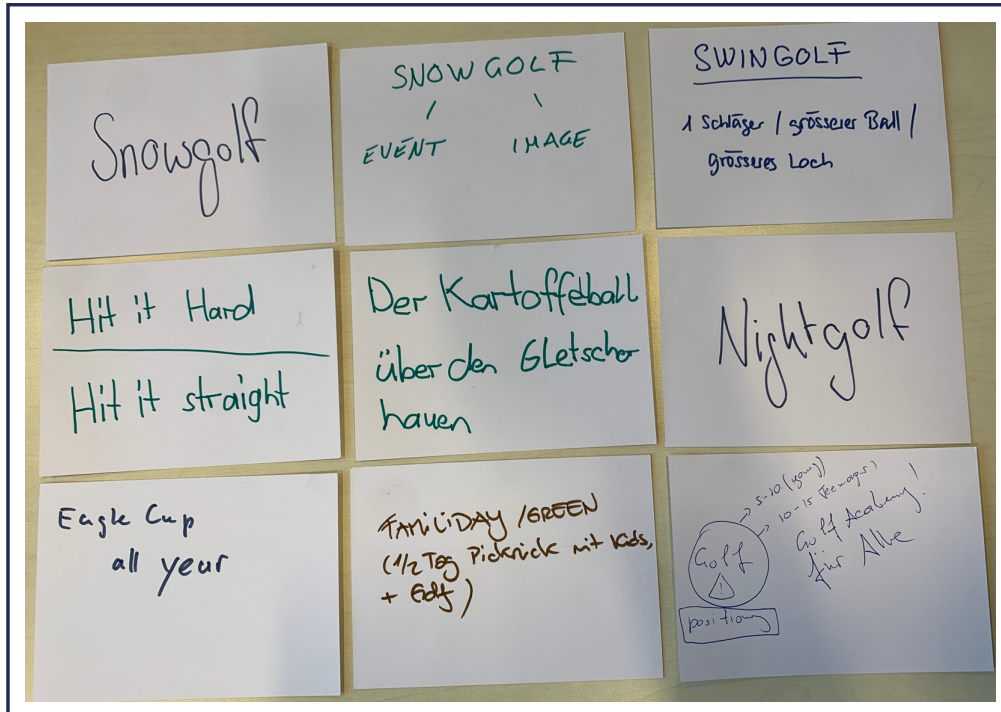 Snowgolf
SNOW GOLF
EVENT IMAGE
SWINGOLF
1 Schläger / grösserer Ball /
grösseres Loch
Hit it Hard
Hit it straight
Der Kartoffelball
über den Gletscher
hauen
Nightgolf
Eagle Cup
all year
FAMILIDAY / GREEN
(1/2 Tag Picknick mit Kids,
+ Golf)
5-10 (young)
10-15 Teenager)
Golf
!
positiong
Golf Academy!
für Alle